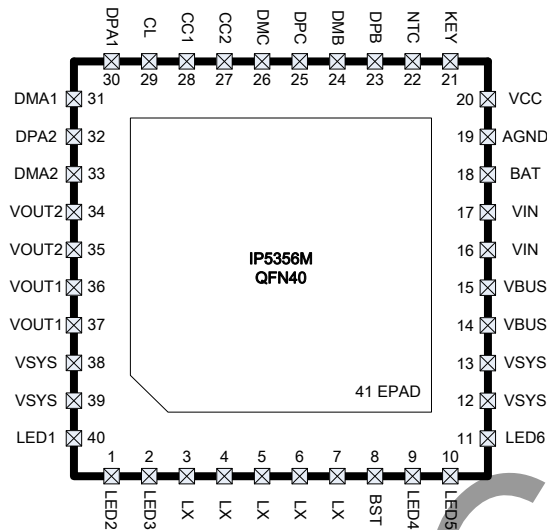 DPA1 CL CC1 CC2 DMC DPC DMB DPB NTC KEY
30 29 28 27 26 25 24 23 22 21
DMA1 31
DPA2 32
DMA2 33
VOUT2 34
VOUT2 35
VOUT1 36
VOUT1 37
VSYS 38
VSYS 39
LED1 40
IP5356M
QFN40
41 EPAD
20 VCC
19 AGND
18 BAT
17 VIN
16 VIN
15 VBUS
14 VBUS
13 VSYS
12 VSYS
11 LED6
1 2 3 4 5 6 7 8 9 10
LED2 LED3 LX LX LX LX LX BST LED4 LED5